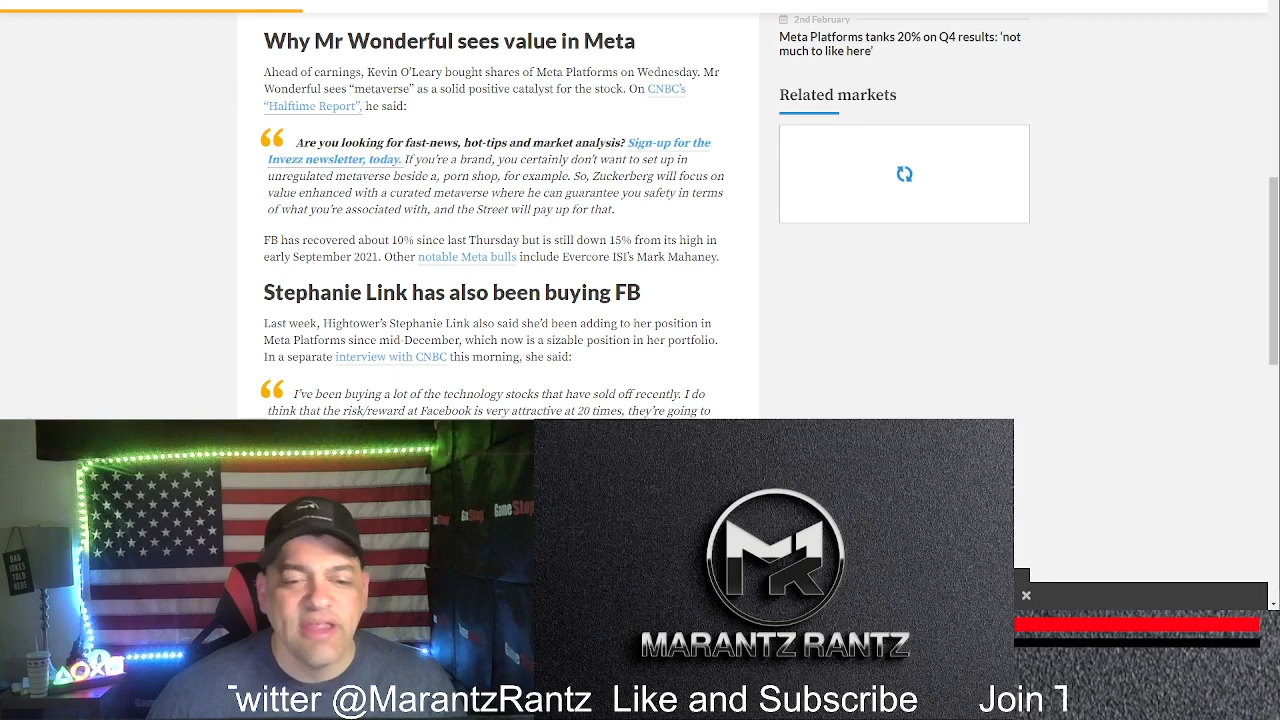 Why Mr Wonderful sees value in Meta
Ahead of earnings, Kevin O’Leary bought shares of Meta Platforms on Wednesday. Mr
Wonderful sees “metaverse” as a solid positive catalyst for the stock. On CNBC’s
“Halftime Report”, he said:
“ Are you looking for fast-news, hot-tips and market analysis? Sign-up for the
Invezz newsletter, today. If you’re a brand, you certainly don’t want to set up in
unregulated metaverse beside a, porn shop, for example. So, Zuckerberg will focus on
value enhanced with a curated metaverse where he can guarantee you safety in terms
of what you’re associated with, and the Street will pay up for that.
FB has recovered about 10% since last Thursday but is still down 15% from its high in
early September 2021. Other notable Meta bulls include Evercore ISI’s Mark Mahaney.
Stephanie Link has also been buying FB
Last week, Hightower’s Stephanie Link also said she’d been adding to her position in
Meta Platforms since mid-December, which now is a sizable position in her portfolio.
In a separate interview with CNBC this morning, she said:
“ I’ve been buying a lot of the technology stocks that have sold off recently. I do
think that the risk/reward at Facebook is very attractive at 20 times, they’re going to
2nd February
Meta Platforms tanks 20% on Q4 results: ‘not
much to like here’
Related markets
BAD
JOKES
TOLD
HERE
GameStop
MR
MARANTZ RANTZ
Twitter @MarantzRantz Like and Subscribe Join T